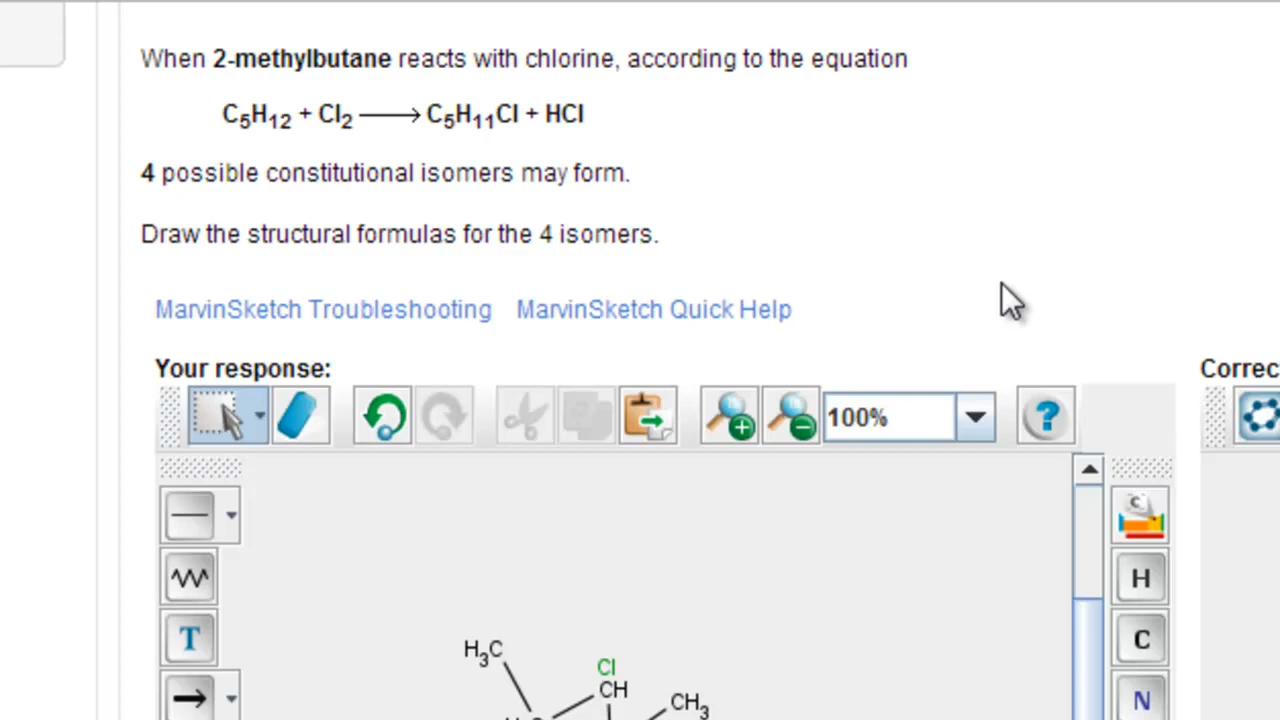 When 2-methylbutane reacts with chlorine, according to the equation
C₅H₁₂ + Cl₂ ⟶ C₅H₁₁Cl + HCl
4 possible constitutional isomers may form.
Draw the structural formulas for the 4 isomers.
MarvinSketch Troubleshooting MarvinSketch Quick Help
Your response:
100%
?
C
H
T
C
H₃C
Cl
CH
CH₃
N